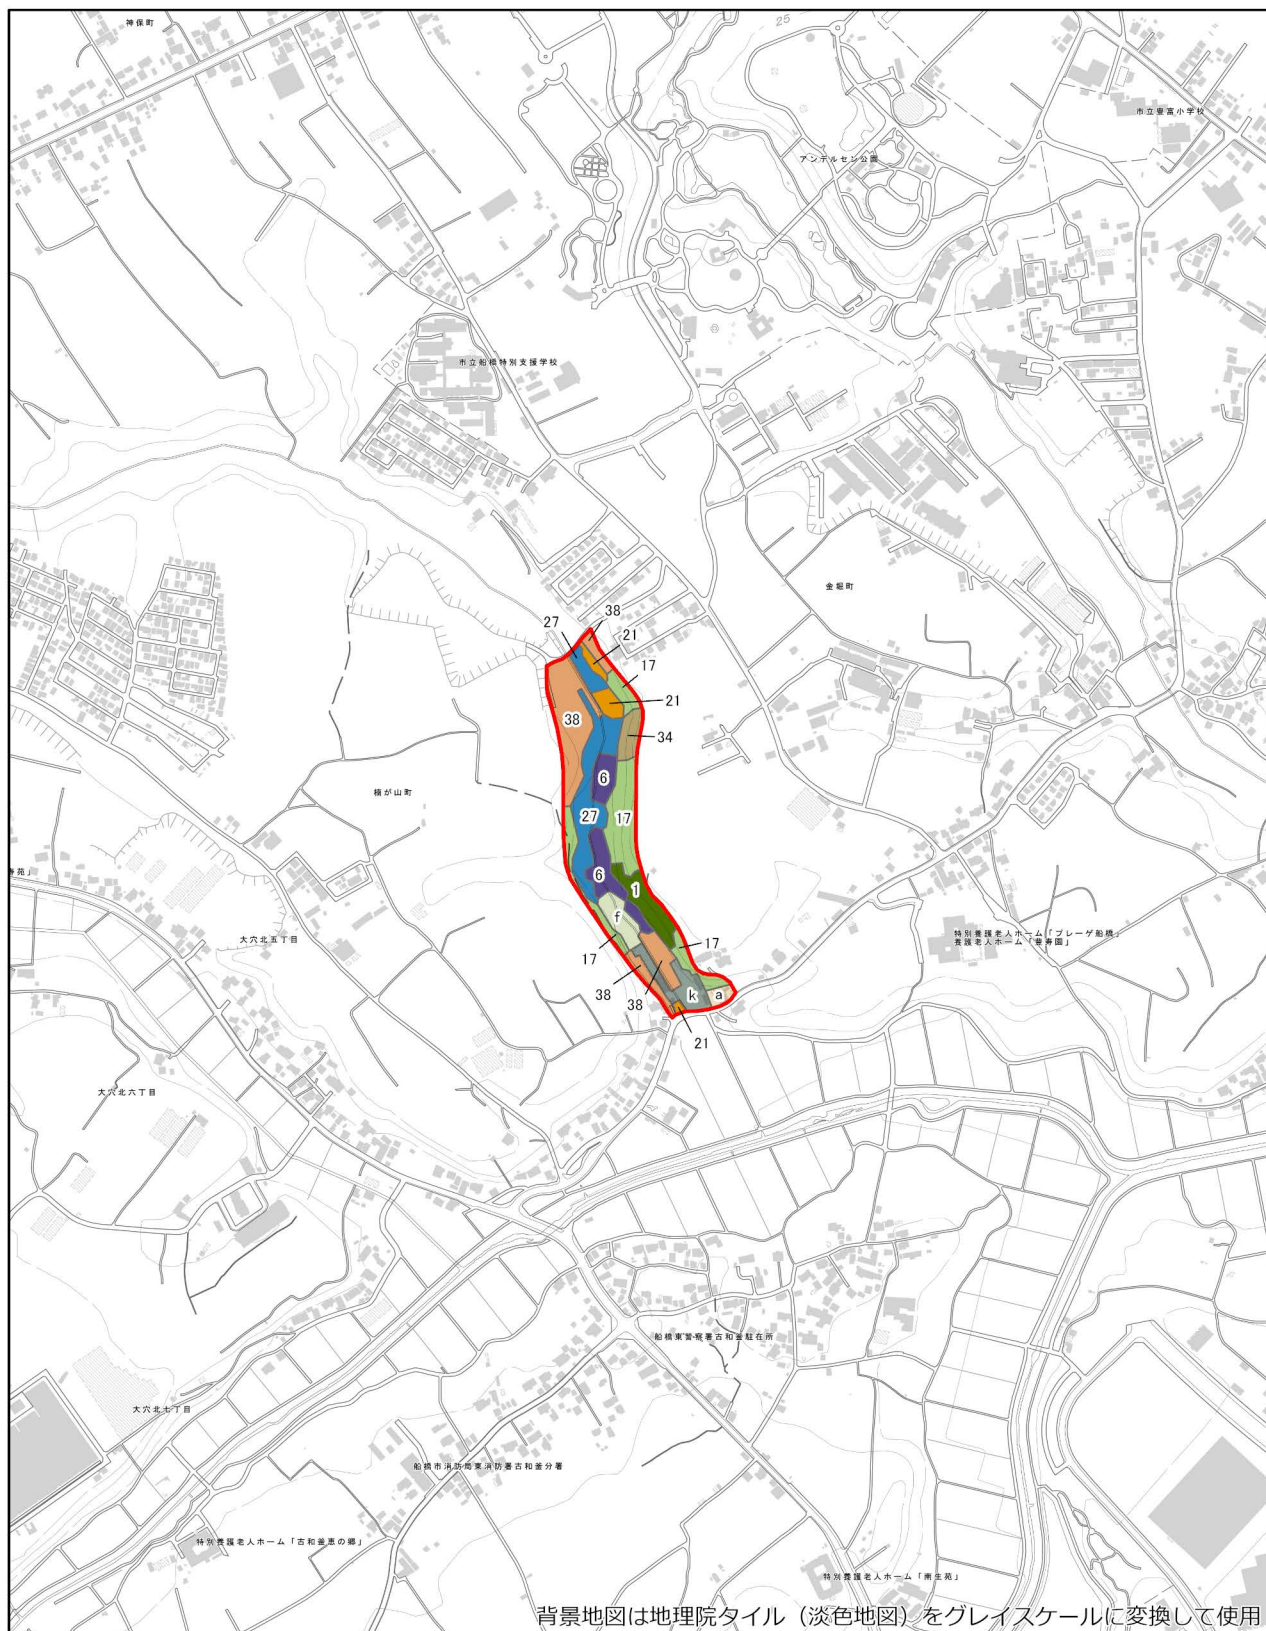 神保町
25
市立豊富小学校
アンデルセン公園
市立船橋特別支援学校
金堀町
38
27
21
17
21
38
34
6
楠が山町
27
17
6
1
寿苑」
f
特別養護老人ホーム「プレーゲ船橋」
養護老人ホーム「豊寿園」
大穴北五丁目
17
17
38
38
k
a
21
大穴北六丁目
船橋東警察署古和釜駐在所
大穴北七丁目
船橋市消防局東消防署古和釜分署
特別養護老人ホーム「古和釜恵の郷」
特別養護老人ホーム「南生苑」
背景地図は地理院タイル（淡色地図）をグレイスケールに変換して使用